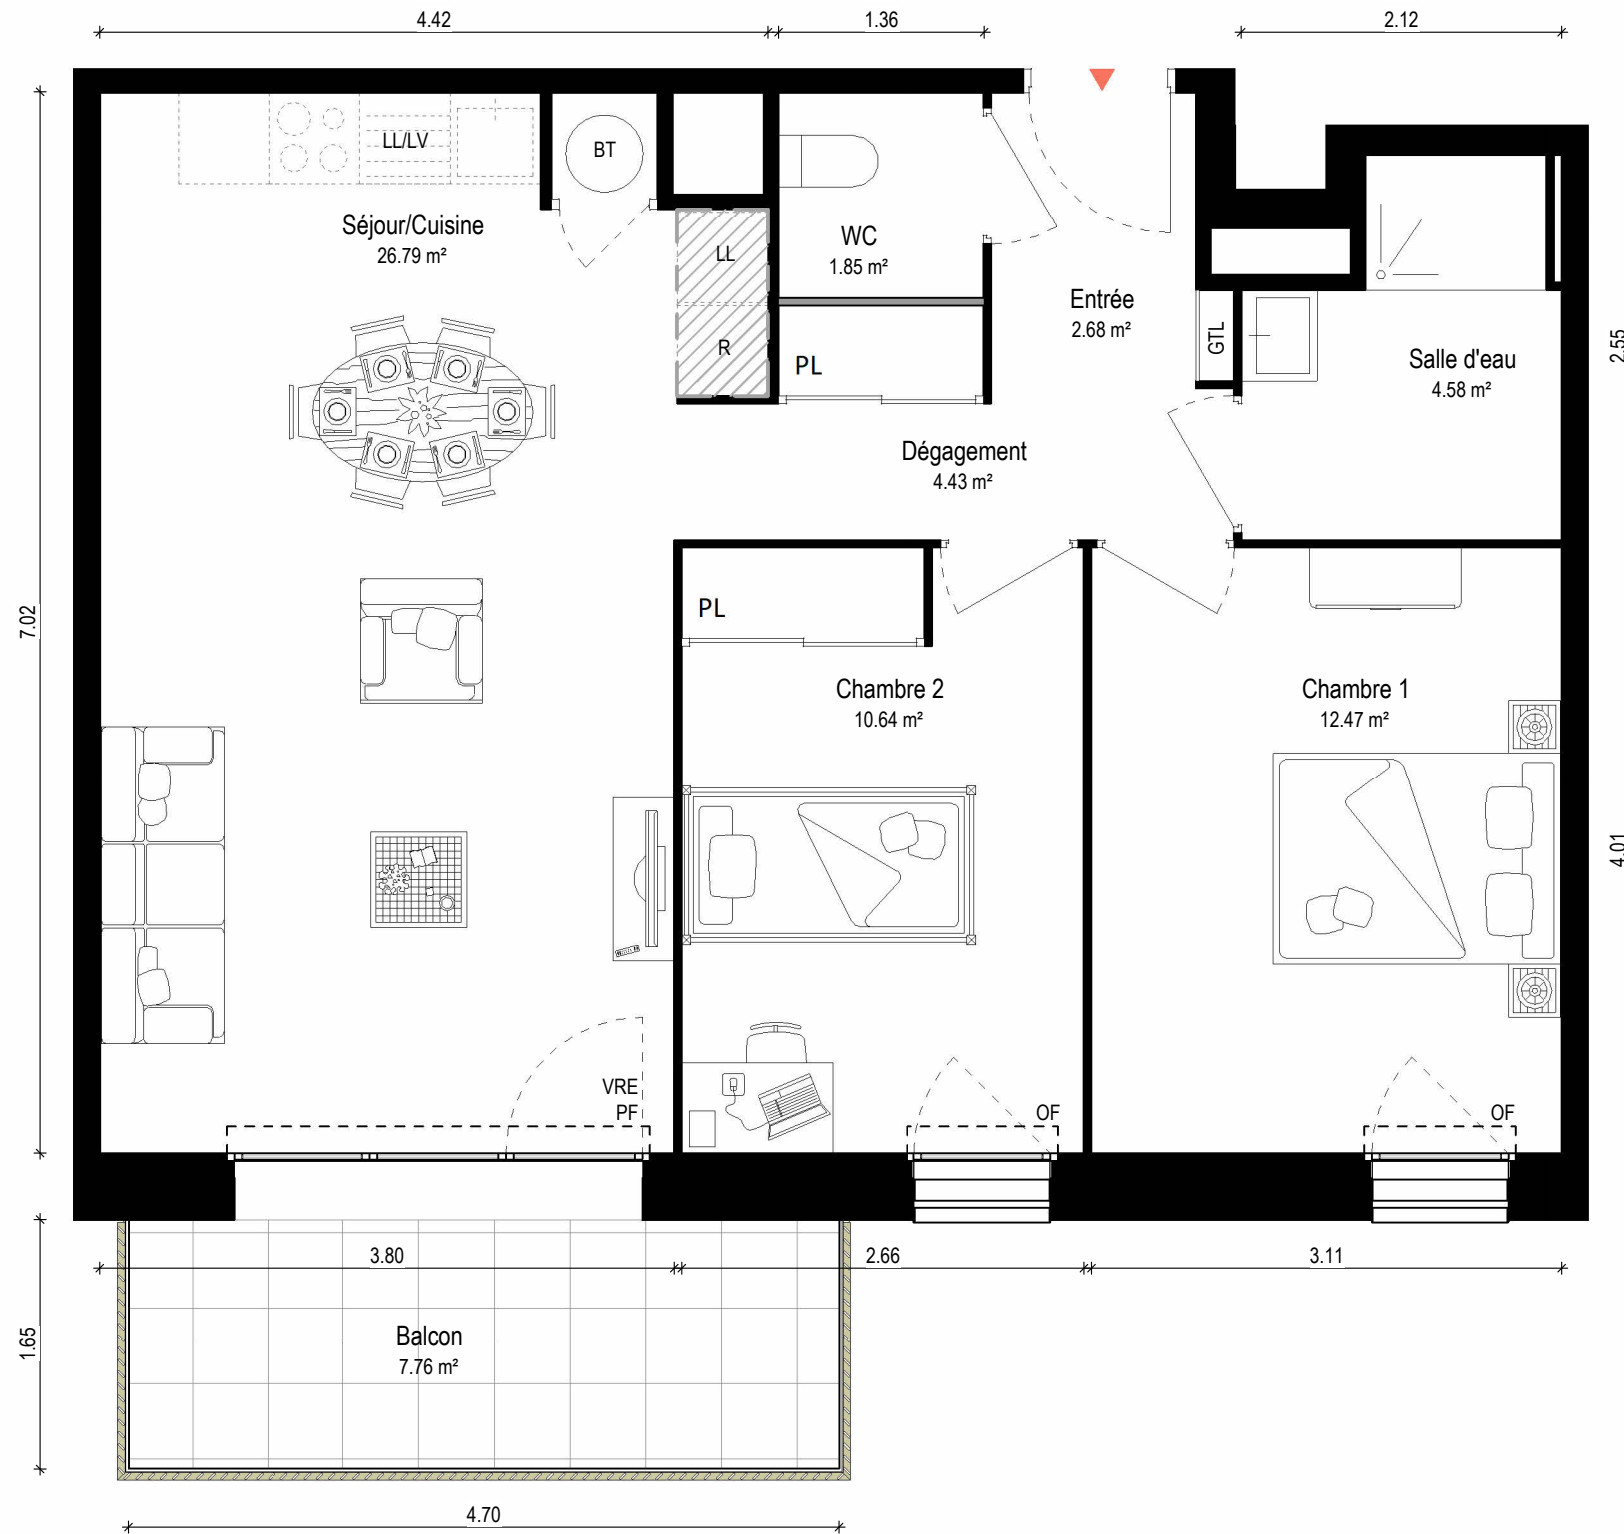 4.42
1.36
2.12
LL/LV
BT
Séjour/Cuisine
26.79 m²
LL
R
WC
1.85 m²
PL
Entrée
2.68 m²
GTL
Salle d'eau
4.58 m²
2.55
Dégagement
4.43 m²
7.02
PL
Chambre 2
10.64 m²
Chambre 1
12.47 m²
4.01
VRE
PF
OF
OF
3.80
2.66
3.11
1.65
Balcon
7.76 m²
4.70